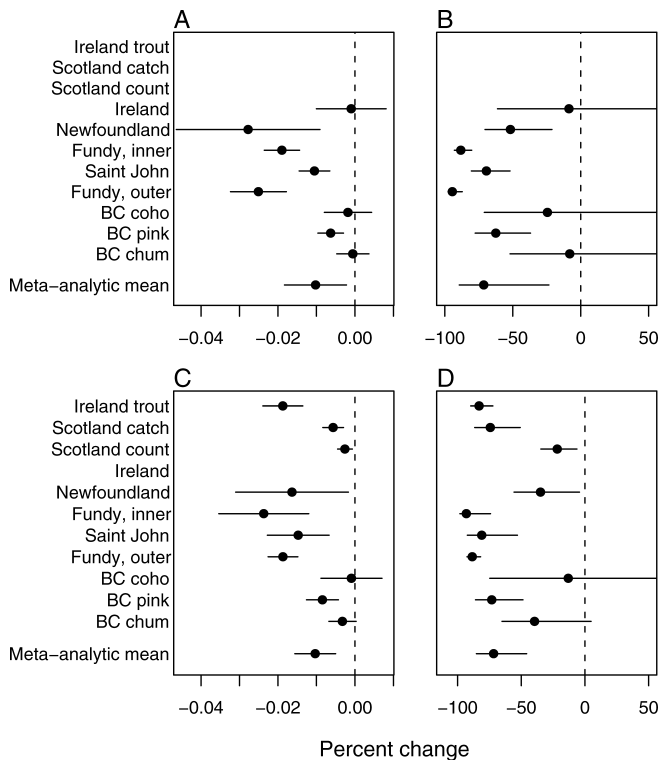 A B
Ireland trout
Scotland catch
Scotland count
Ireland
Newfoundland
Fundy, inner
Saint John
Fundy, outer
BC coho
BC pink
BC chum
Meta−analytic mean
−0.04 −0.02 0.00 −100 −50 0 50
C D
Ireland trout
Scotland catch
Scotland count
Ireland
Newfoundland
Fundy, inner
Saint John
Fundy, outer
BC coho
BC pink
BC chum
Meta−analytic mean
−0.04 −0.02 0.00 −100 −50 0 50
Percent change